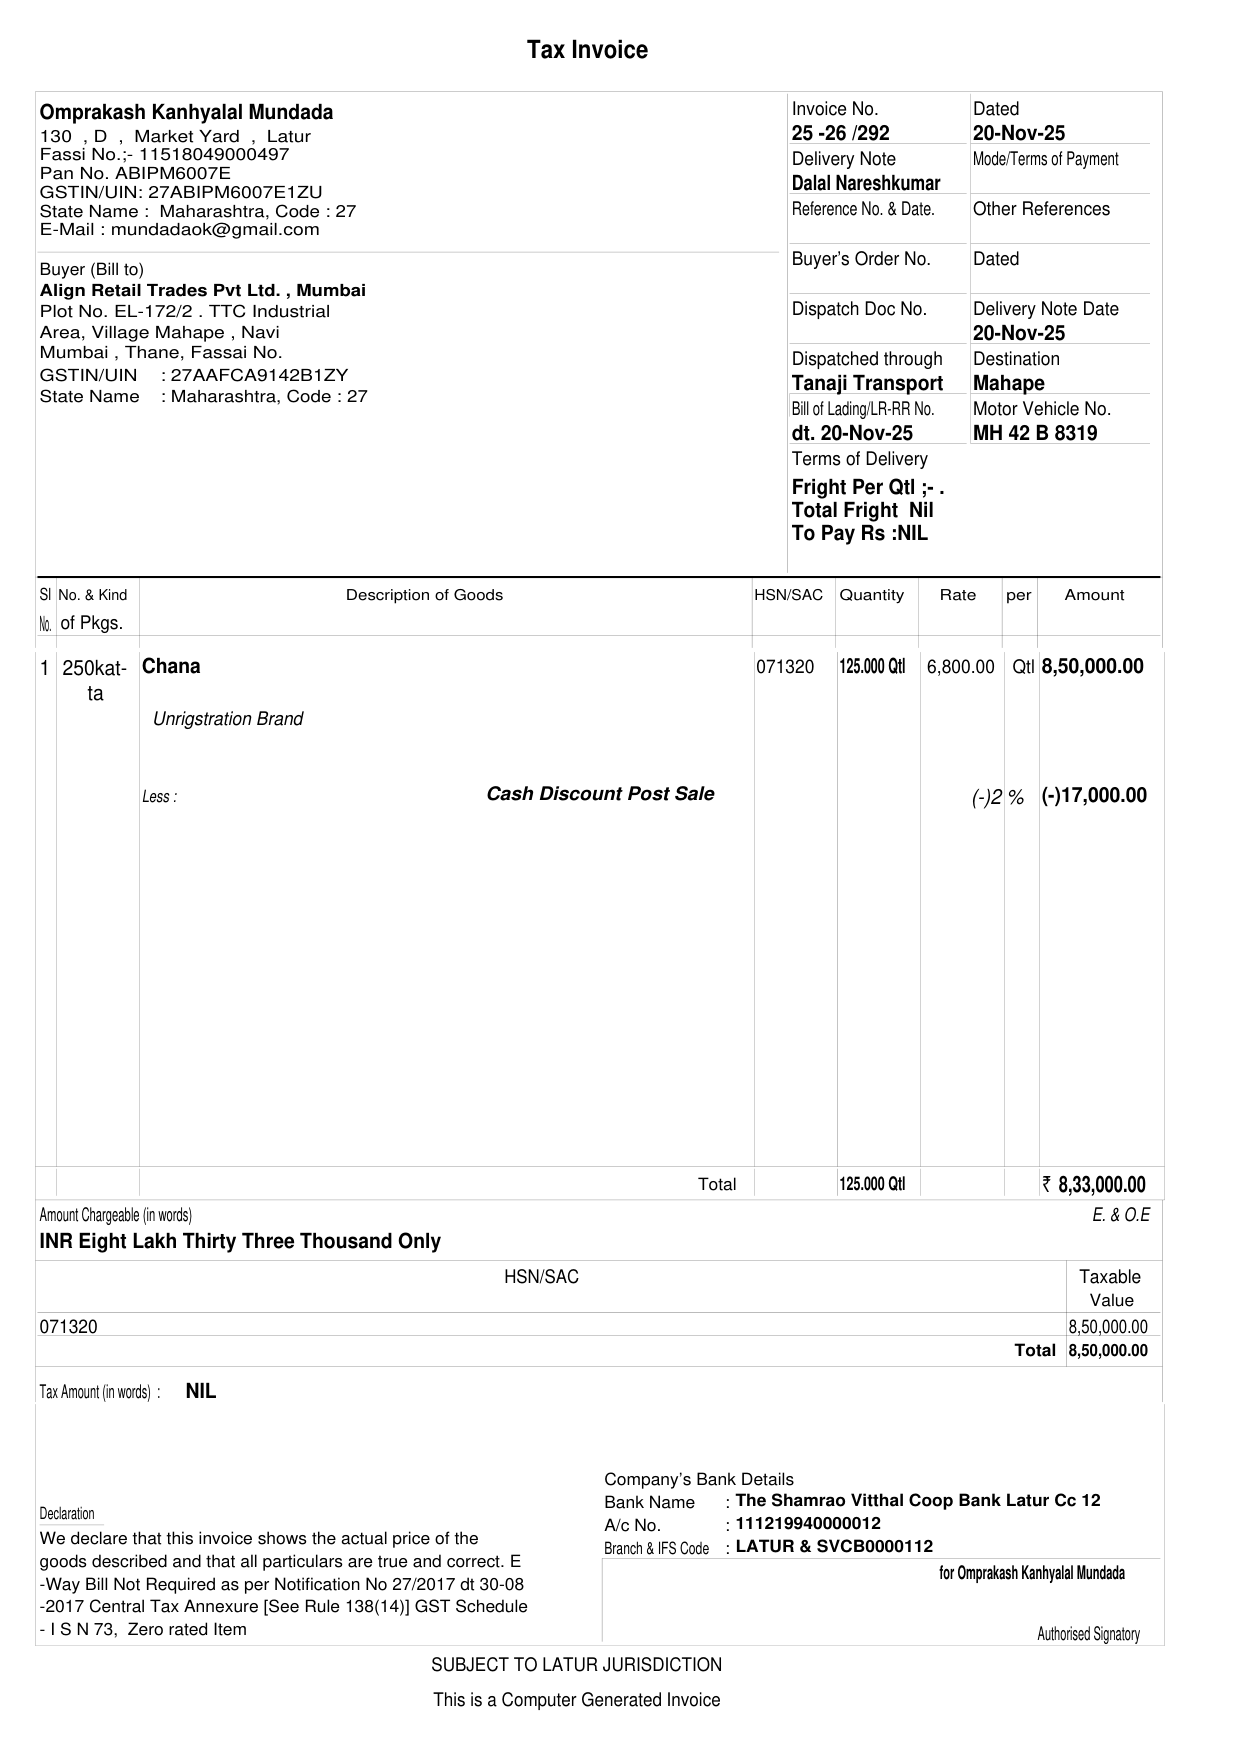 Tax Invoice
Omprakash Kanhyalal Mundada
130 , D , Market Yard , Latur
Fassi No.;- 11518049000497
Pan No. ABIPM6007E
GSTIN/UIN: 27ABIPM6007E1ZU
State Name : Maharashtra, Code : 27
E-Mail : mundadaok@gmail.com
Buyer (Bill to)
Align Retail Trades Pvt Ltd. , Mumbai
Plot No. EL-172/2 . TTC Industrial
Area, Village Mahape , Navi
Mumbai , Thane, Fassai No.
GSTIN/UIN : 27AAFCA9142B1ZY
State Name : Maharashtra, Code : 27
Invoice No. Dated
25 -26 /292 20-Nov-25
Delivery Note Mode/Terms of Payment
Dalal Nareshkumar
Reference No. & Date. Other References
Buyer's Order No. Dated
Dispatch Doc No. Delivery Note Date
20-Nov-25
Dispatched through Destination
Tanaji Transport Mahape
Bill of Lading/LR-RR No. Motor Vehicle No.
dt. 20-Nov-25 MH 42 B 8319
Terms of Delivery
Fright Per Qtl ;- .
Total Fright Nil
To Pay Rs :NIL
Sl No. & Kind Description of Goods HSN/SAC Quantity Rate per Amount
No. of Pkgs.
1 250kat- Chana 071320 125.000 Qtl 6,800.00 Qtl 8,50,000.00
ta
Unrigstration Brand
Less : Cash Discount Post Sale (-)2 % (-)17,000.00
Total 125.000 Qtl ₹ 8,33,000.00
Amount Chargeable (in words) E. & O.E
INR Eight Lakh Thirty Three Thousand Only
HSN/SAC Taxable
Value
071320 8,50,000.00
Total 8,50,000.00
Tax Amount (in words) : NIL
Company's Bank Details
Bank Name : The Shamrao Vitthal Coop Bank Latur Cc 12
A/c No. : 111219940000012
Branch & IFS Code : LATUR & SVCB0000112
Declaration
We declare that this invoice shows the actual price of the
goods described and that all particulars are true and correct. E
-Way Bill Not Required as per Notification No 27/2017 dt 30-08
-2017 Central Tax Annexure [See Rule 138(14)] GST Schedule
- I S N 73, Zero rated Item
for Omprakash Kanhyalal Mundada
Authorised Signatory
SUBJECT TO LATUR JURISDICTION
This is a Computer Generated Invoice